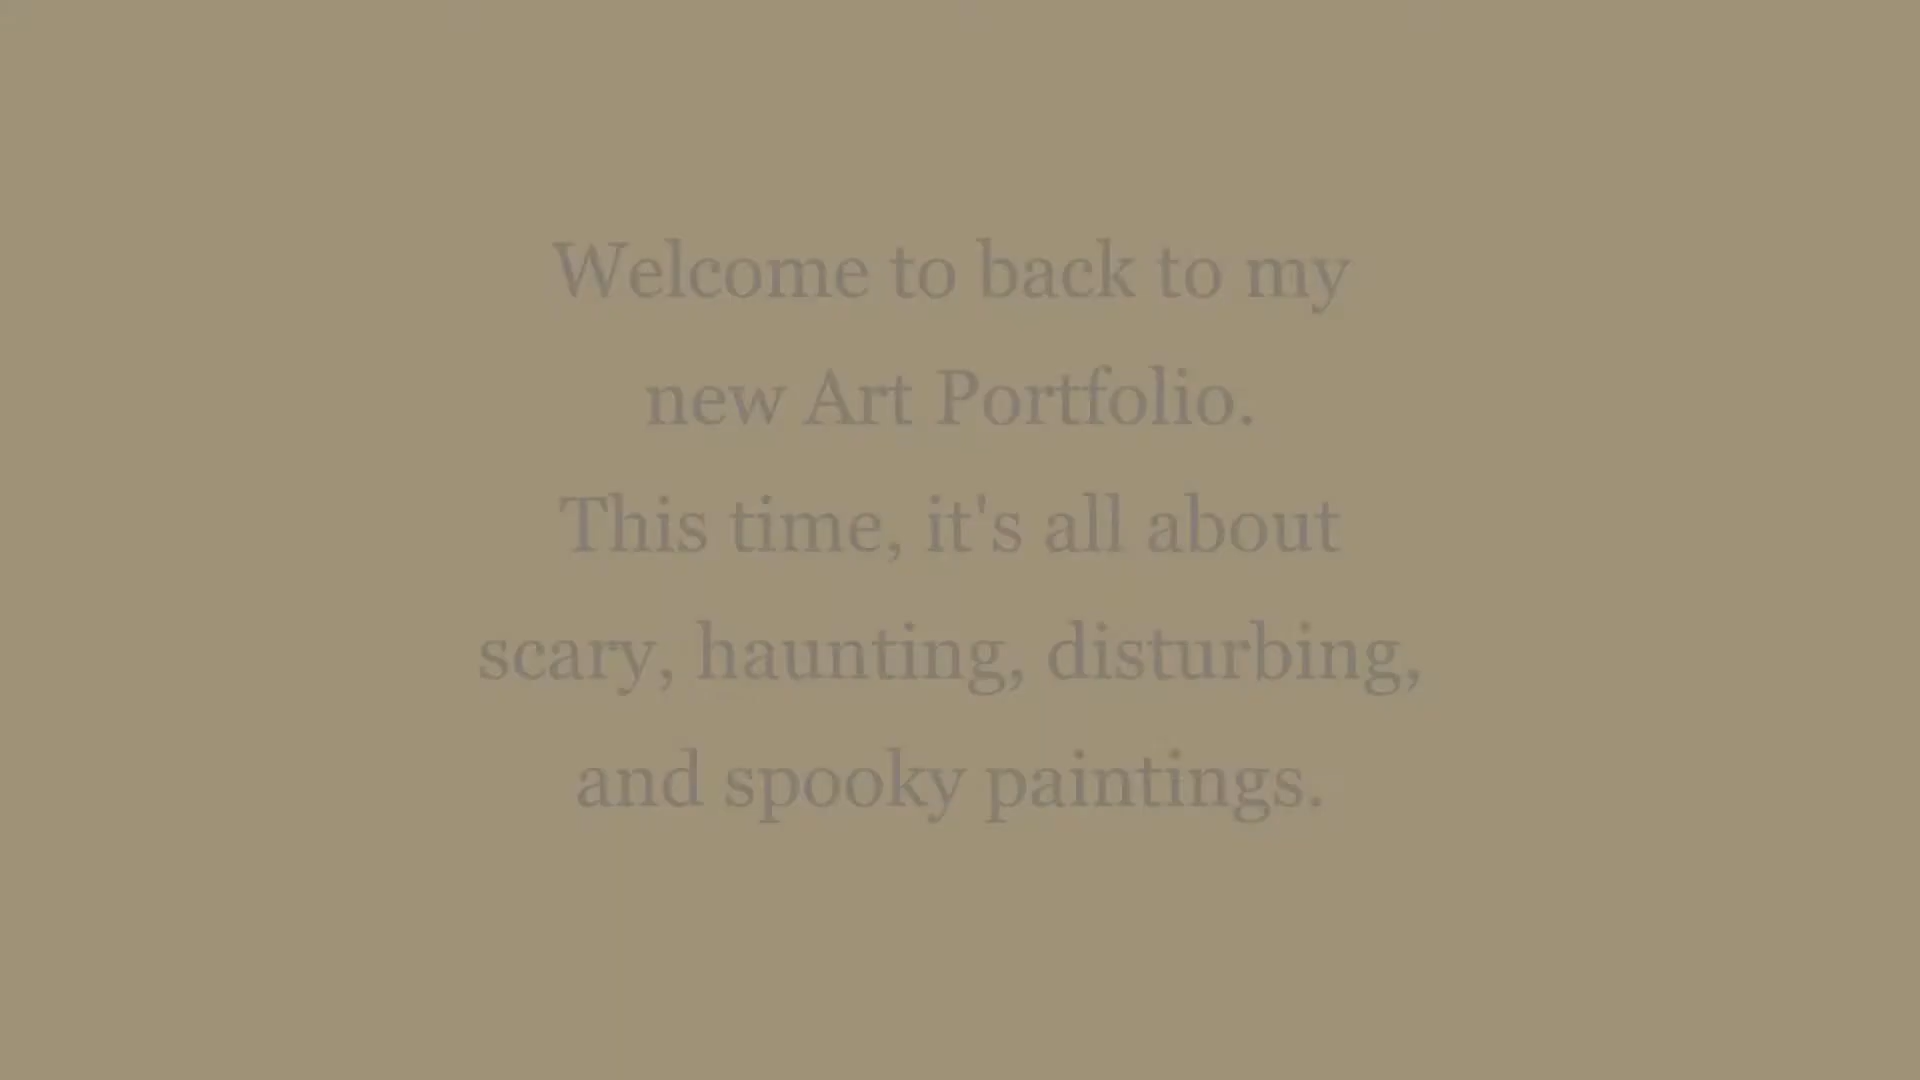 Welcome to back to my
new Art Portfolio.
This time, it's all about
scary, haunting, disturbing,
and spooky paintings.